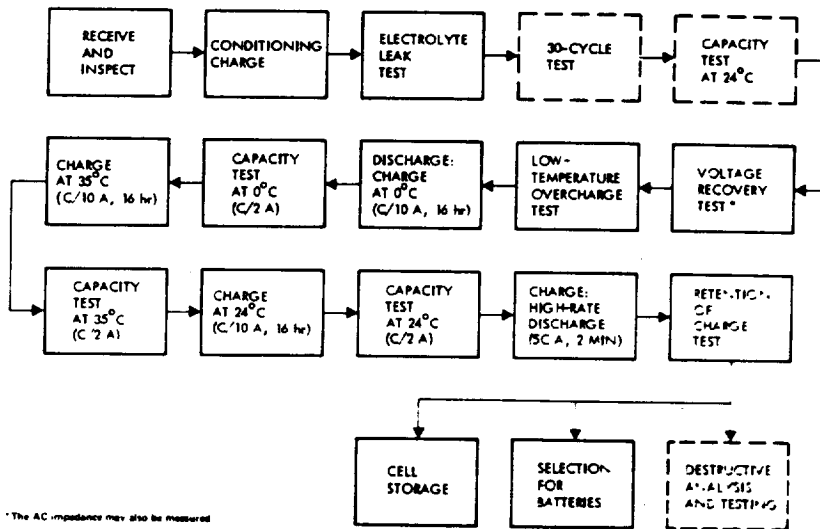 RECEIVE
AND
INSPECT
CONDITIONING
CHARGE
ELECTROLYTE
LEAK
TEST
30-CYCLE
TEST
CAPACITY
TEST
AT 24°C
CHARGE
AT 35°C
(C/10 A, 16 hr)
CAPACITY
TEST
AT 0°C
(C/2 A)
DISCHARGE:
CHARGE
AT 0°C
(C/10 A, 16 hr)
LOW-
TEMPERATURE
OVERCHARGE
TEST
VOLTAGE
RECOVERY
TEST*
CAPACITY
TEST
AT 35°C
(C/2 A)
CHARGE
AT 24°C
(C/10 A, 16 hr)
CAPACITY
TEST
AT 24°C
(C/2 A)
CHARGE:
HIGH-RATE
DISCHARGE
(5C A, 2 MIN)
RETENTION
OF
CHARGE
TEST
CELL
STORAGE
SELECTION
FOR
BATTERIES
DESTRUCTIVE
ANALYSIS
AND TESTING
* The AC impedance may also be measured